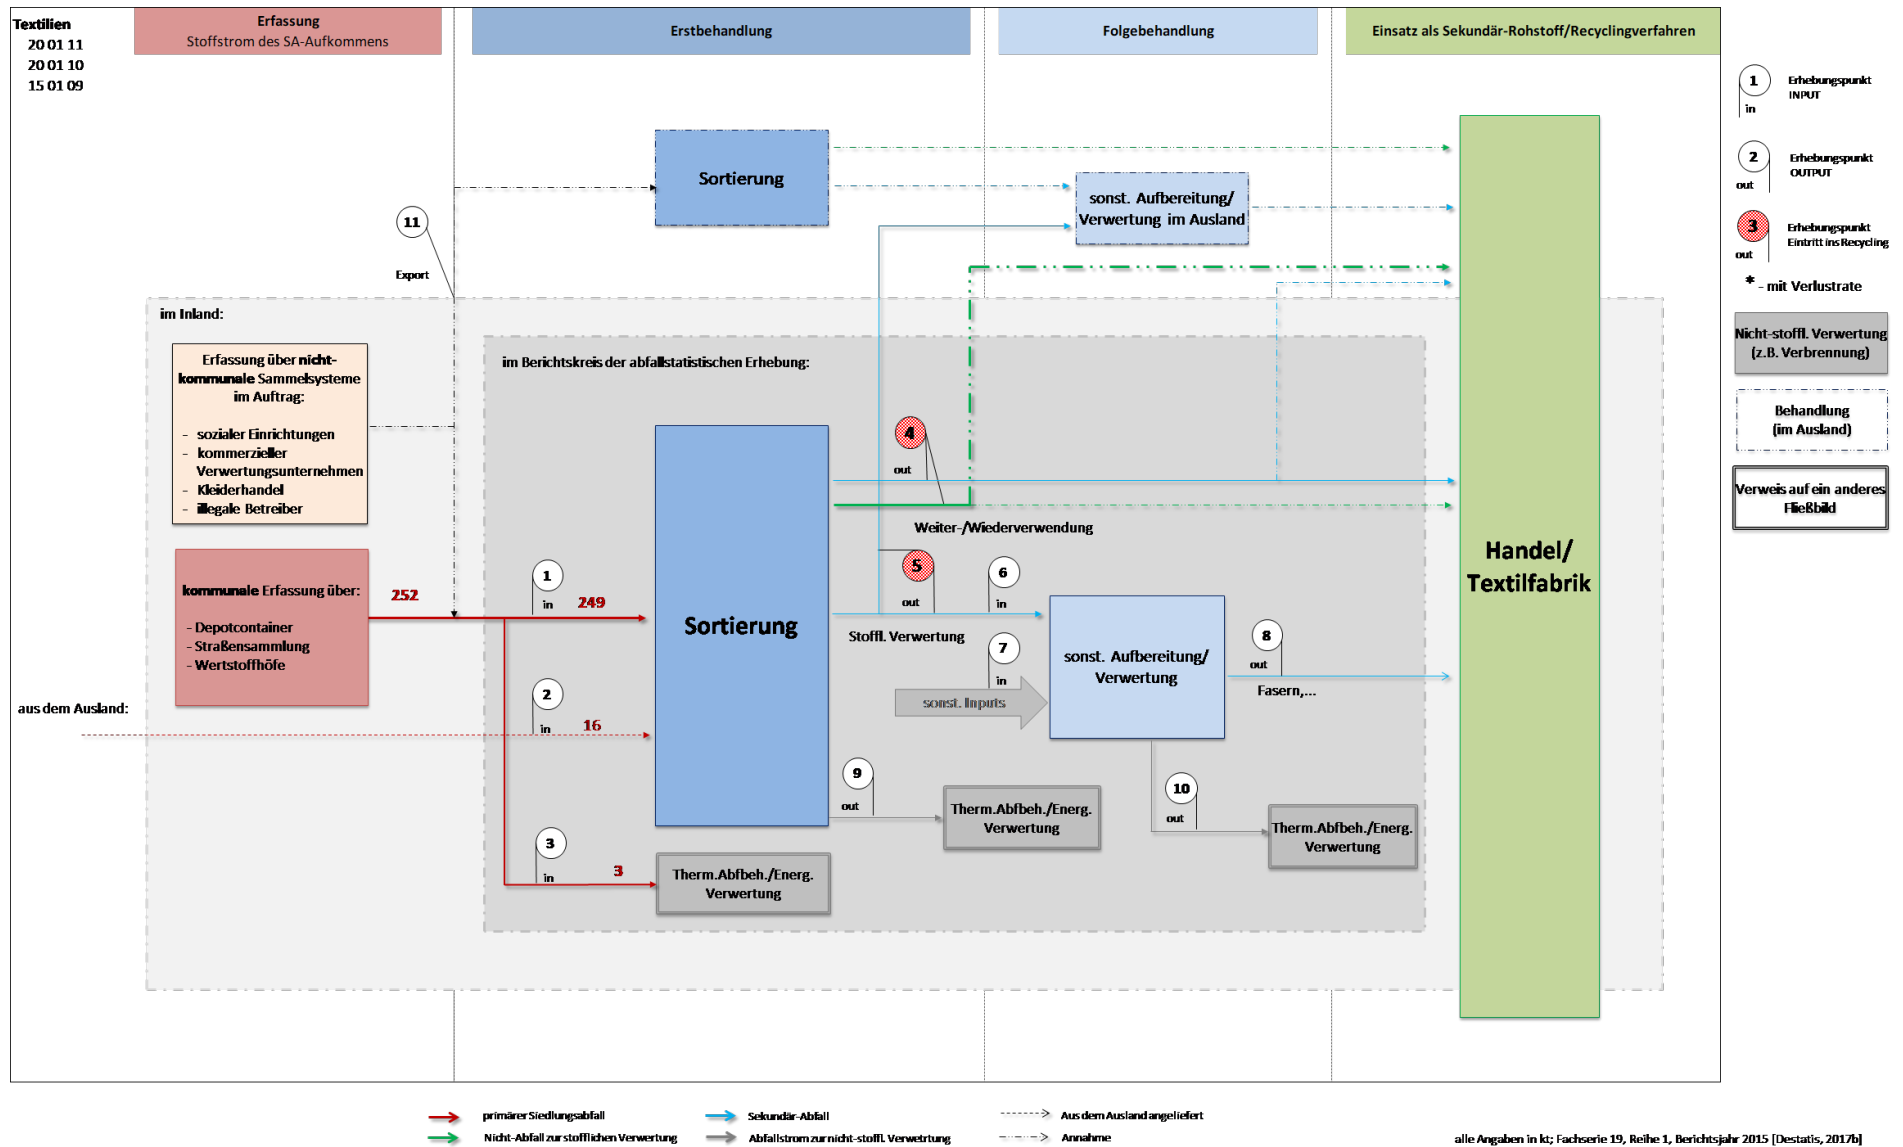 Textilien
20 01 11
20 01 10
15 01 09
Erfassung
Stoffstrom des SA-Aufkommens
Erstbehandlung
Folgebehandlung
Einsatz als Sekundär-Rohstoff/Recyclingverfahren
1
in
Erhebungspunkt
INPUT
2
out
Erhebungspunkt
OUTPUT
3
out
Erhebungspunkt
Eintritt ins Recycling
* - mit Verlustrate
Nicht-stoffl. Verwertung
(z.B. Verbrennung)
Behandlung
(im Ausland)
Verweis auf ein anderes
Fließbild
Sortierung
sonst. Aufbereitung/
Verwertung im Ausland
11
Export
im Inland:
Erfassung über nicht-
kommunale Sammelsysteme
im Auftrag:
- sozialer Einrichtungen
- kommerzieller
Verwertungsunternehmen
- Kleiderhandel
- illegale Betreiber
im Berichtskreis der abfallstatistischen Erhebung:
4
out
Weiter-/Wiederverwendung
kommunale Erfassung über:
- Depotcontainer
- Straßensammlung
- Wertstoffhöfe
252
1
in
249
Sortierung
5
out
Stoffl. Verwertung
6
in
7
in
sonst. Inputs
sonst. Aufbereitung/
Verwertung
8
out
Fasern,...
Handel/
Textilfabrik
aus dem Ausland:
2
in
16
9
out
Therm.Abfbeh./Energ.
Verwertung
10
out
Therm.Abfbeh./Energ.
Verwertung
3
in
3
Therm.Abfbeh./Energ.
Verwertung
primärer Siedlungsabfall
Sekundär-Abfall
Aus dem Ausland angeliefert
Nicht-Abfall zur stofflichen Verwertung
Abfallstrom zur nicht-stoffl. Verwetrtung
Annahme
alle Angaben in kt; Fachserie 19, Reihe 1, Berichtsjahr 2015 [Destatis, 2017b]